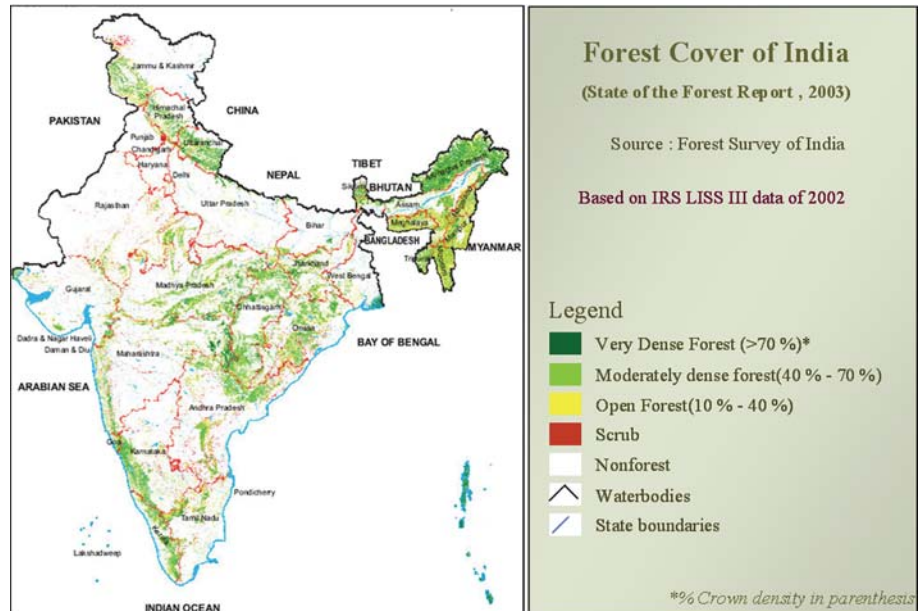 Jammu & Kashmir
Himachal
Pradesh
CHINA
PAKISTAN
Punjab
Chandigarh
Uttaranchal
Haryana
Delhi
TIBET
NEPAL
BHUTAN
Rajasthan
Uttar Pradesh
Assam
Bihar
Meghalaya
BANGLADESH
MYANMAR
Jharkhand
West Bengal
Gujarat
Madhya Pradesh
Chhattisgarh
Orissa
Dadra & Nagar Haveli
Daman & Diu
Maharashtra
BAY OF BENGAL
ARABIAN SEA
Andhra Pradesh
Goa
Karnataka
Pondicherry
Tamil Nadu
Lakshadweep
INDIAN OCEAN
Forest Cover of India
(State of the Forest Report , 2003)
Source : Forest Survey of India
Based on IRS LISS III data of 2002
Legend
Very Dense Forest (>70 %)*
Moderately dense forest(40 % - 70 %)
Open Forest(10 % - 40 %)
Scrub
Nonforest
Waterbodies
State boundaries
*% Crown density in parenthesis